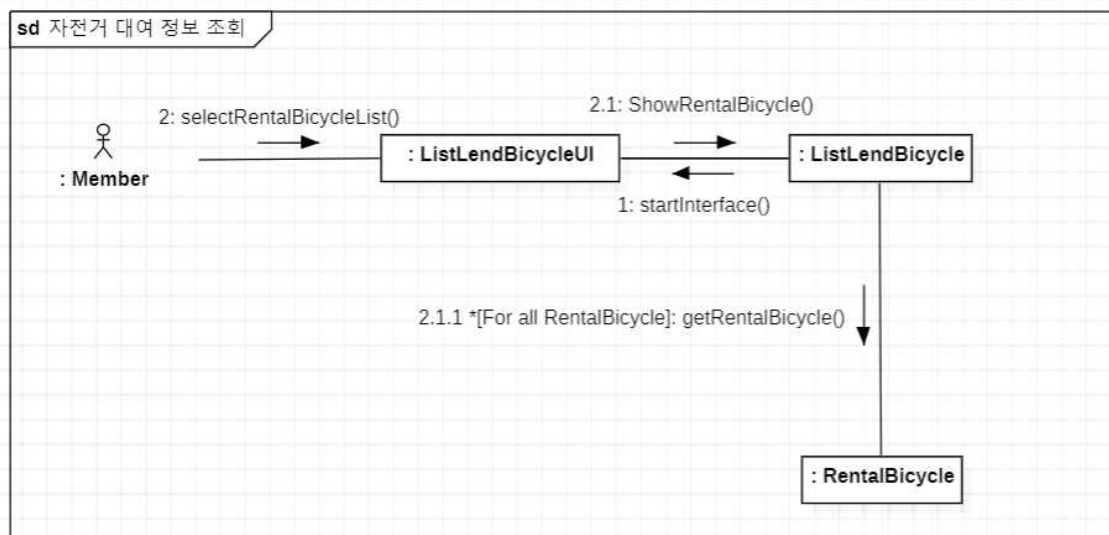 sd 자전거 대여 정보 조회
2: selectRentalBicycleList()
2.1: ShowRentalBicycle()
: Member
: ListLendBicycleUI
: ListLendBicycle
1: startInterface()
2.1.1 *[For all RentalBicycle]: getRentalBicycle()
: RentalBicycle